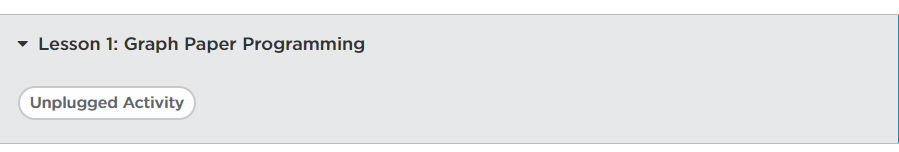 Lesson 1: Graph Paper Programming
Unplugged Activity